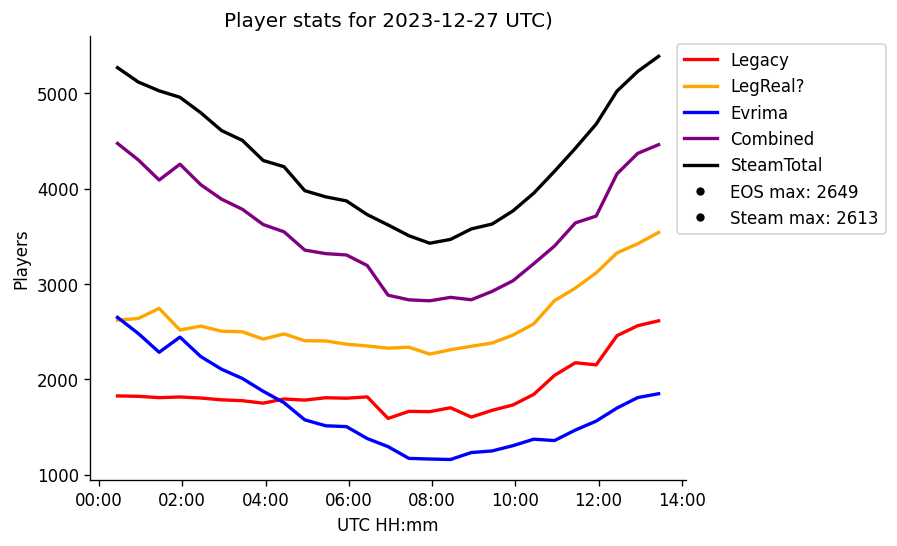 Player stats for 2023-12-27 UTC)
Players
5000
4000
3000
2000
1000
00:00 02:00 04:00 06:00 08:00 10:00 12:00 14:00
UTC HH:mm
Legacy
LegReal?
Evrima
Combined
SteamTotal
EOS max: 2649
Steam max: 2613